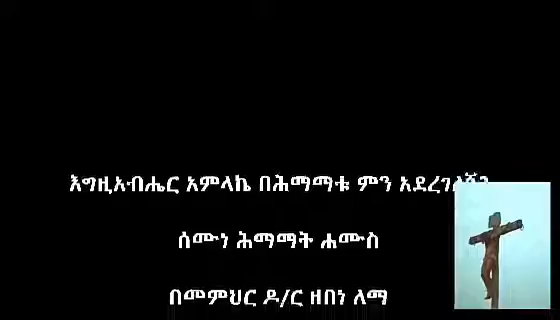 እግዚአብሔር አምላኬ በሕማማቱ ምን
ሰሙነ ሕማማት ሐሙስ
በመምህር ዶ/ር ዘበነ ለማ